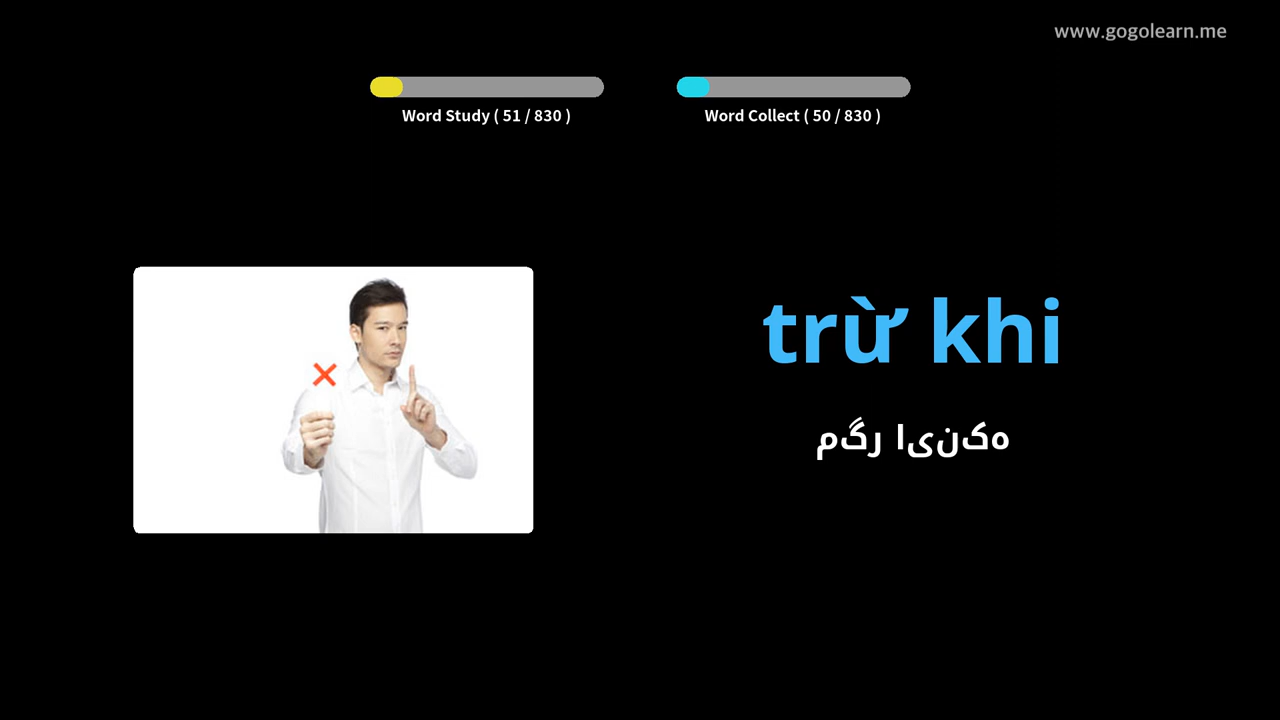 www.gogolearn.me
Word Study ( 51 / 830 )
Word Collect ( 50 / 830 )
trừ khi
مگر اینکه